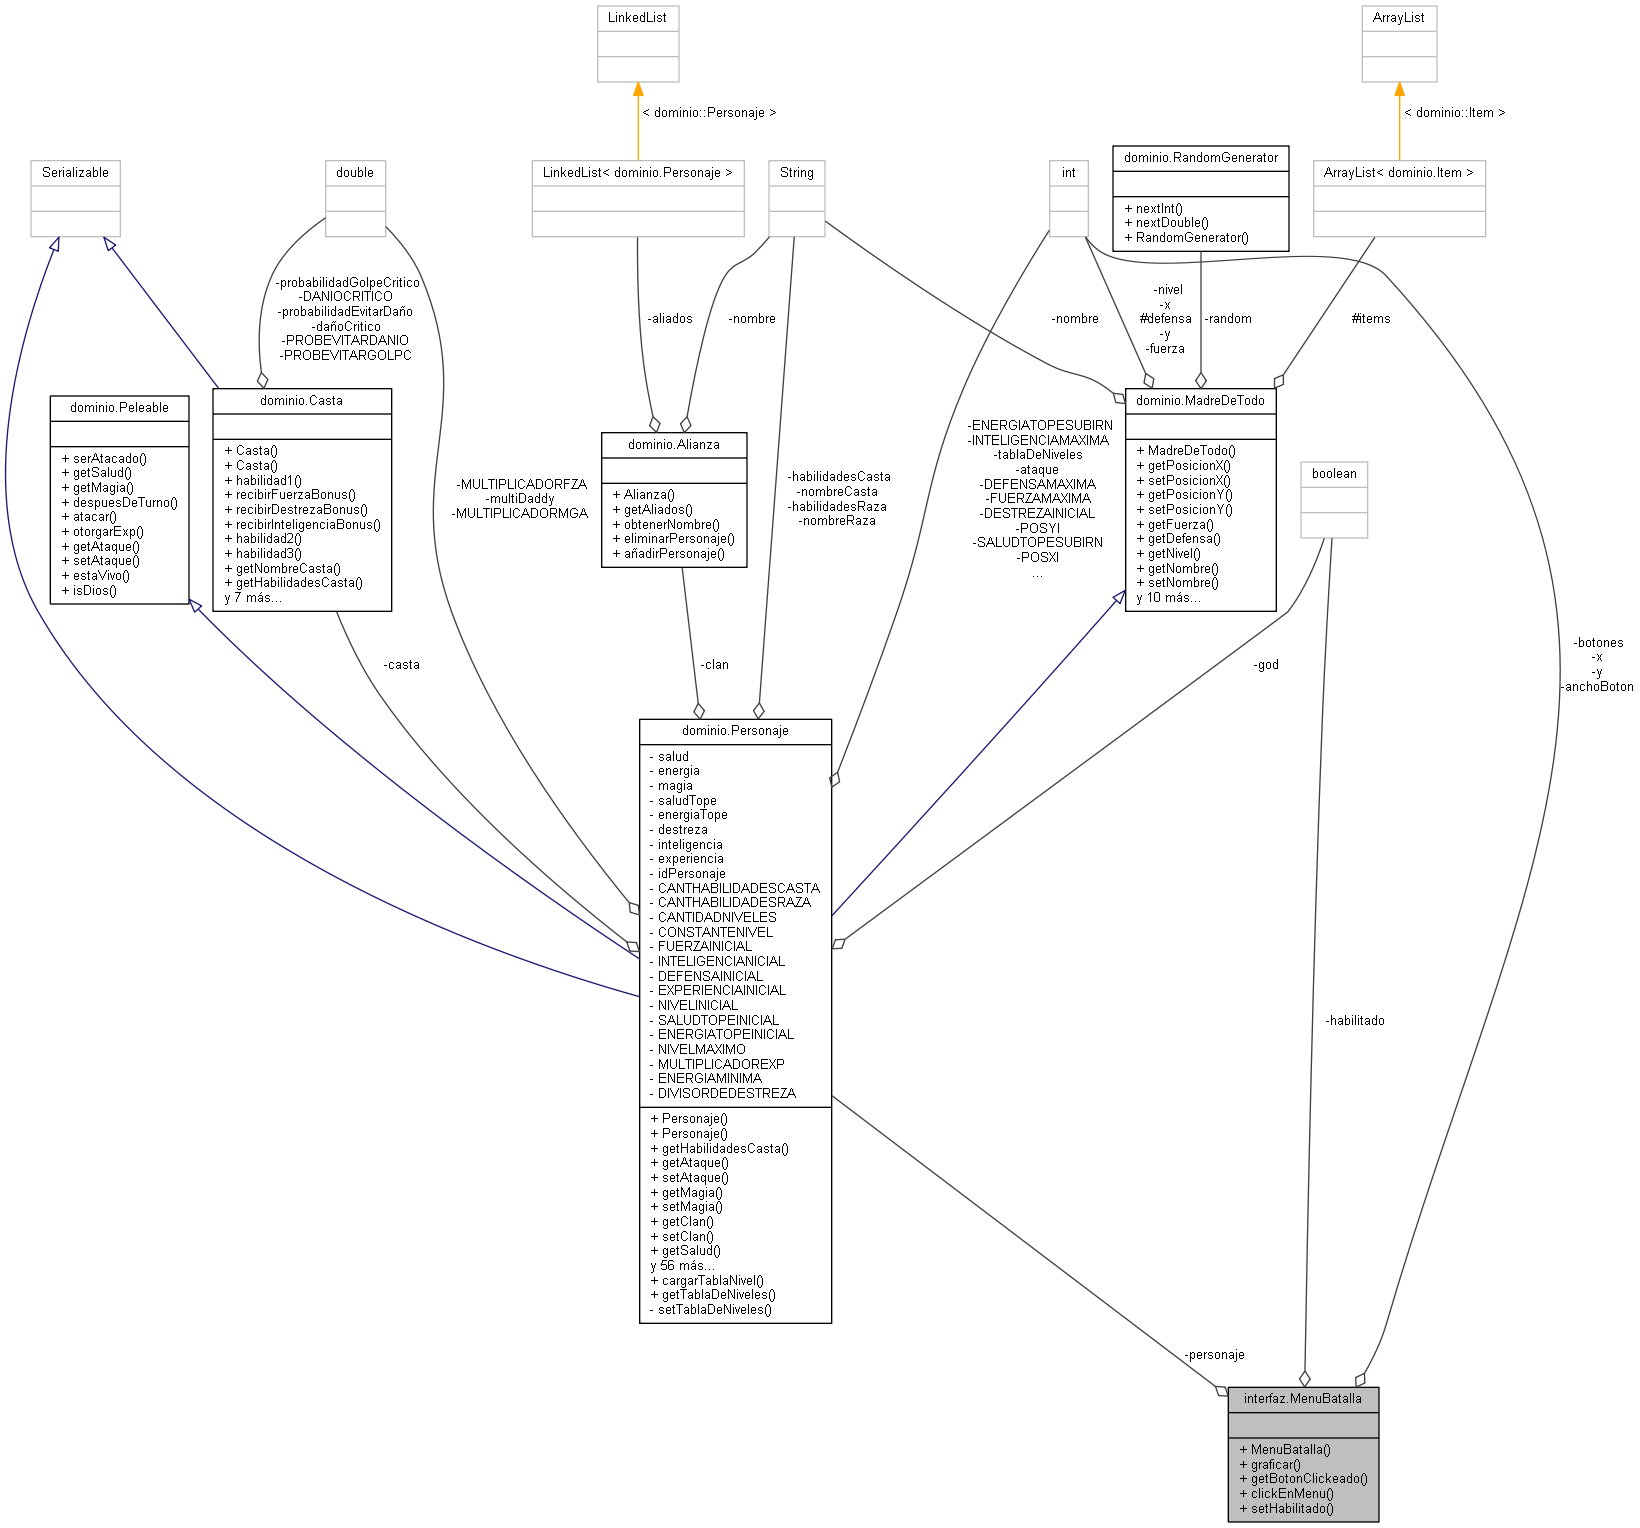 LinkedList
ArrayList
< dominio::Personaje >
< dominio::Item >
Serializable
double
LinkedList< dominio.Personaje >
String
int
dominio.RandomGenerator
+ nextInt()
+ nextDouble()
+ RandomGenerator()
ArrayList< dominio.Item >
-probabilidadGolpeCritico
-DANIOCRITICO
-probabilidadEvitarDaño
-dañoCritico
-PROBEVITARDANIO
-PROBEVITARGOLPC
-aliados
-nombre
-nombre
-nivel
-x
#defensa
-y
-fuerza
-random
#items
dominio.Peleable
+ serAtacado()
+ getSalud()
+ getMagia()
+ despuesDeTurno()
+ atacar()
+ otorgarExp()
+ getAtaque()
+ setAtaque()
+ estaVivo()
+ isDios()
dominio.Casta
+ Casta()
+ Casta()
+ habilidad1()
+ recibirFuerzaBonus()
+ recibirDestrezaBonus()
+ recibirInteligenciaBonus()
+ habilidad2()
+ habilidad3()
+ getNombreCasta()
+ getHabilidadesCasta()
y 7 más...
-MULTIPLICADORFZA
-multiDaddy
-MULTIPLICADORMGA
dominio.Alianza
+ Alianza()
+ getAliados()
+ obtenerNombre()
+ eliminarPersonaje()
+ añadirPersonaje()
-habilidadesCasta
-nombreCasta
-habilidadesRaza
-nombreRaza
-ENERGIATOPESUBIRN
-INTELIGENCIAMAXIMA
-tablaDeNiveles
-ataque
-DEFENSAMAXIMA
-FUERZAMAXIMA
-DESTREZAINICIAL
-POSYI
-SALUDTOPESUBIRN
-POSXI
...
dominio.MadreDeTodo
+ MadreDeTodo()
+ getPosicionX()
+ setPosicionX()
+ getPosicionY()
+ setPosicionY()
+ getFuerza()
+ getDefensa()
+ getNivel()
+ getNombre()
+ setNombre()
y 10 más...
boolean
-casta
-clan
-god
-botones
-x
-y
-anchoBoton
dominio.Personaje
- salud
- energia
- magia
- saludTope
- energiaTope
- destreza
- inteligencia
- experiencia
- idPersonaje
- CANTHABILIDADESCASTA
- CANTHABILIDADESRAZA
- CANTIDADNIVELES
- CONSTANTENIVEL
- FUERZAINICIAL
- INTELIGENCIANICIAL
- DEFENSAINICIAL
- EXPERIENCIAINICIAL
- NIVELINICIAL
- SALUDTOPEINICIAL
- ENERGIATOPEINICIAL
- NIVELMAXIMO
- MULTIPLICADOREXP
- ENERGIAMINIMA
- DIVISORDEDESTREZA
+ Personaje()
+ Personaje()
+ getHabilidadesCasta()
+ getAtaque()
+ setAtaque()
+ getMagia()
+ setMagia()
+ getClan()
+ setClan()
+ getSalud()
y 56 más...
+ cargarTablaNivel()
+ getTablaDeNiveles()
- setTablaDeNiveles()
-habilitado
-personaje
interfaz.MenuBatalla
+ MenuBatalla()
+ graficar()
+ getBotonClickeado()
+ clickEnMenu()
+ setHabilitado()